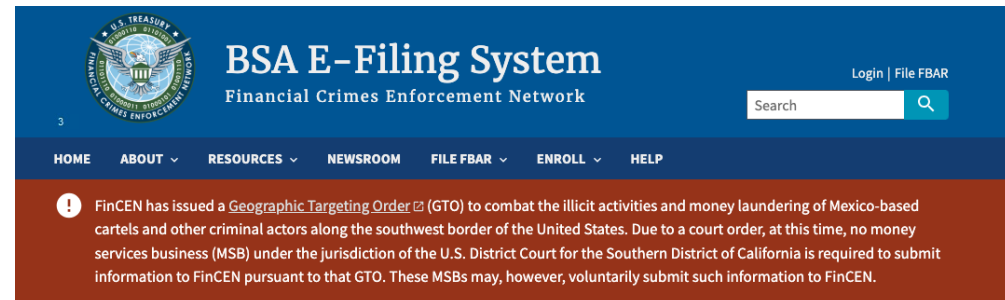 U.S. TREASURY
FINANCIAL CRIMES ENFORCEMENT NETWORK
BSA E-Filing System
Financial Crimes Enforcement Network
Login | File FBAR
Search
3
HOME ABOUT RESOURCES NEWSROOM FILE FBAR ENROLL HELP
! FinCEN has issued a Geographic Targeting Order (GTO) to combat the illicit activities and money laundering of Mexico-based
cartels and other criminal actors along the southwest border of the United States. Due to a court order, at this time, no money
services business (MSB) under the jurisdiction of the U.S. District Court for the Southern District of California is required to submit
information to FinCEN pursuant to that GTO. These MSBs may, however, voluntarily submit such information to FinCEN.